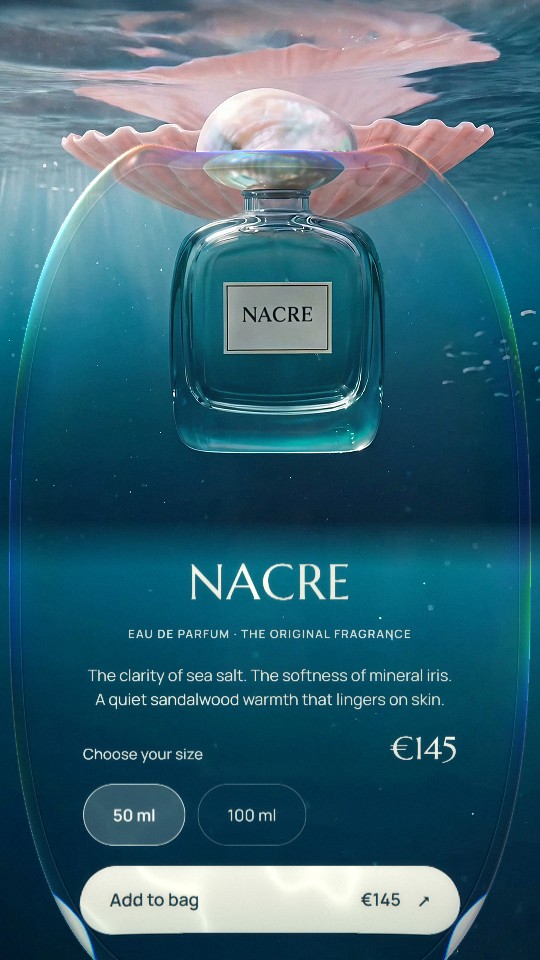 NACRE
NACRE
EAU DE PARFUM · THE ORIGINAL FRAGRANCE
The clarity of sea salt. The softness of mineral iris.
A quiet sandalwood warmth that lingers on skin.
Choose your size
€145
50 ml
100 ml
Add to bag
€145 ↗